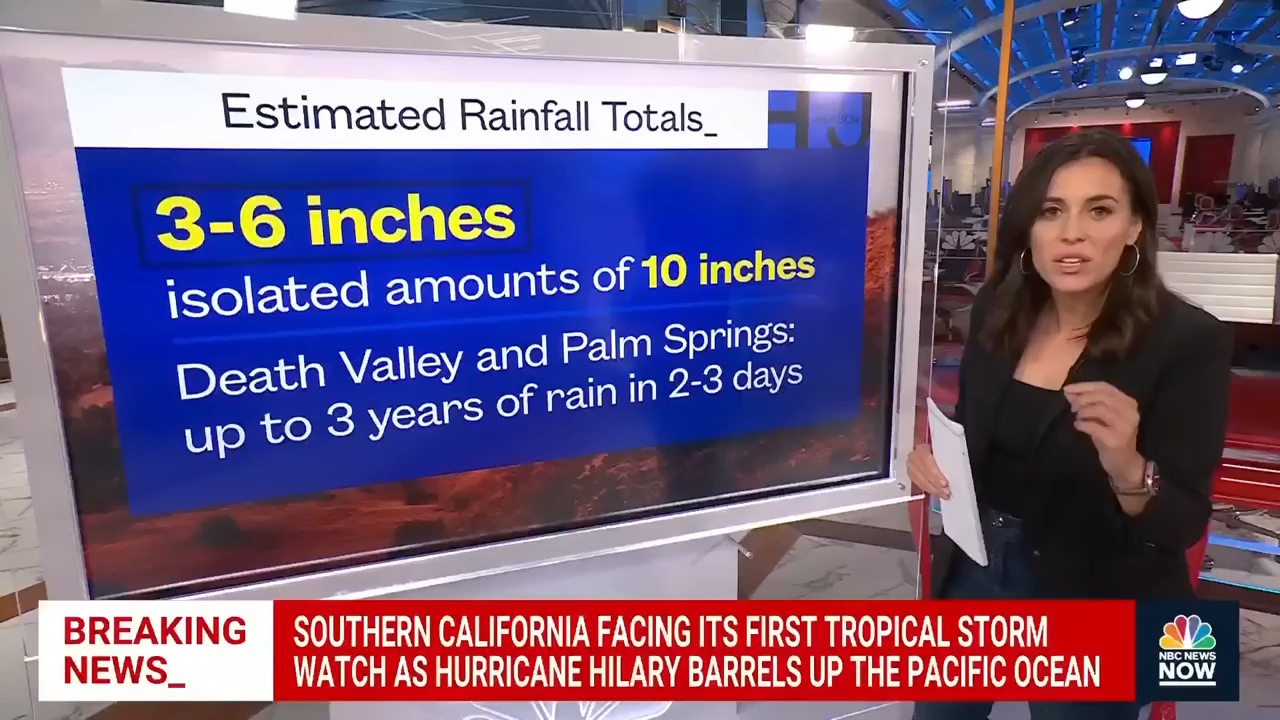 Estimated Rainfall Totals_
3-6 inches
isolated amounts of 10 inches
Death Valley and Palm Springs:
up to 3 years of rain in 2-3 days
BREAKING
NEWS_
SOUTHERN CALIFORNIA FACING ITS FIRST TROPICAL STORM
WATCH AS HURRICANE HILARY BARRELS UP THE PACIFIC OCEAN
NBC NEWS
NOW